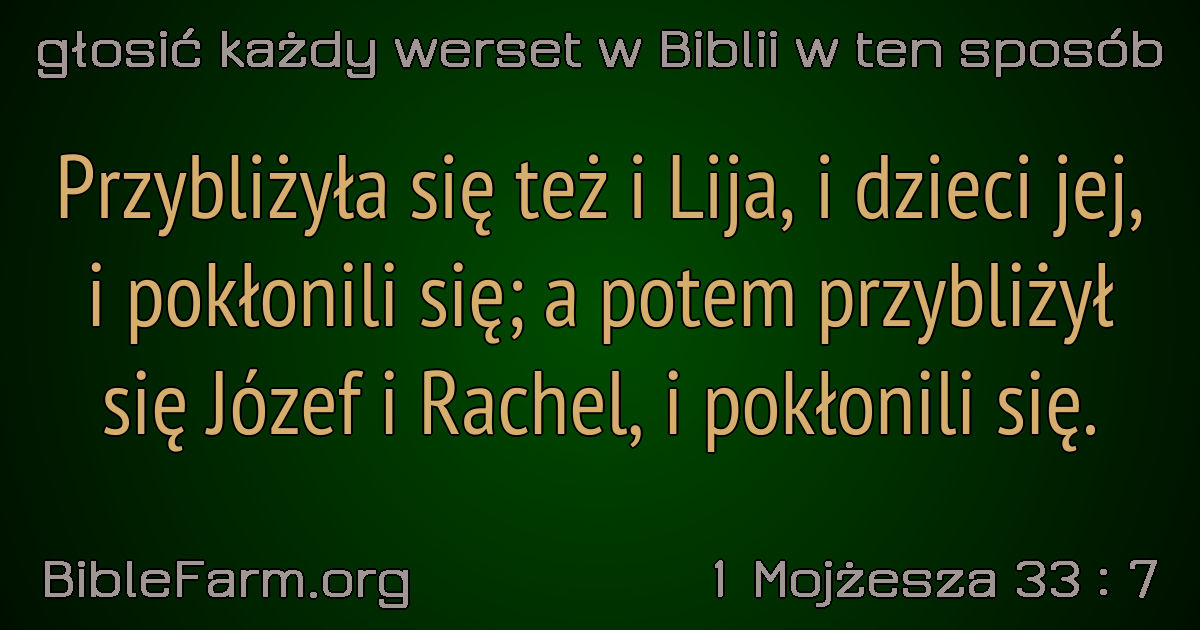 głosić każdy werset w Biblii w ten sposób
Przybliżyła się też i Lija, i dzieci jej,
i pokłonili się; a potem przybliżył
się Józef i Rachel, i pokłonili się.
BibleFarm.org
1 Mojżesza 33 : 7